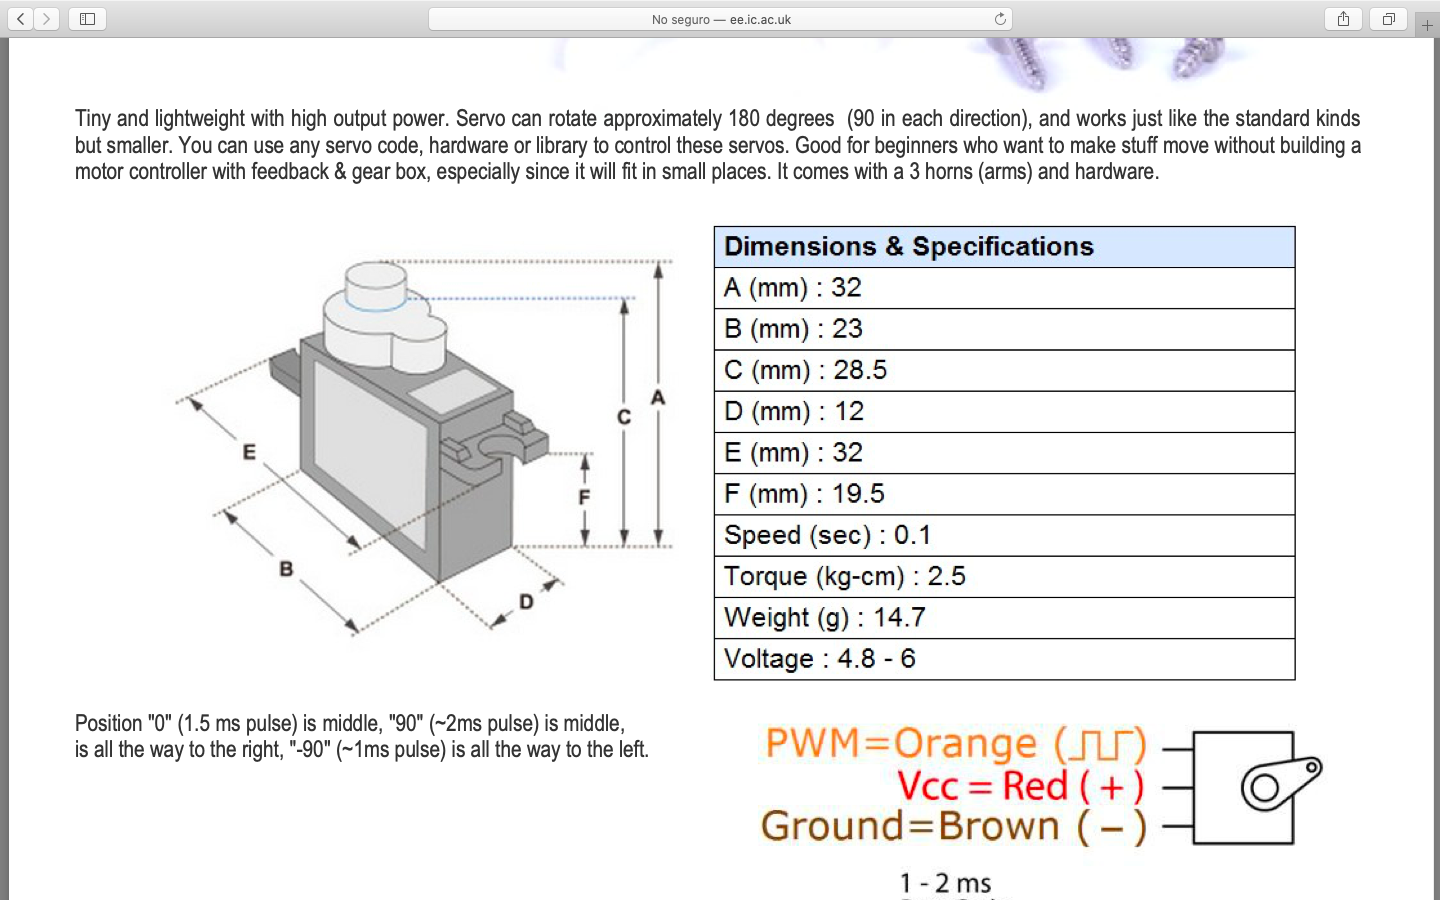 No seguro — ee.ic.ac.uk
Tiny and lightweight with high output power. Servo can rotate approximately 180 degrees (90 in each direction), and works just like the standard kinds
but smaller. You can use any servo code, hardware or library to control these servos. Good for beginners who want to make stuff move without building a
motor controller with feedback & gear box, especially since it will fit in small places. It comes with a 3 horns (arms) and hardware.
A
C
E
F
B
D
Dimensions & Specifications
A (mm) : 32
B (mm) : 23
C (mm) : 28.5
D (mm) : 12
E (mm) : 32
F (mm) : 19.5
Speed (sec) : 0.1
Torque (kg-cm) : 2.5
Weight (g) : 14.7
Voltage : 4.8 - 6
Position "0" (1.5 ms pulse) is middle, "90" (~2ms pulse) is middle,
is all the way to the right, "-90" (~1ms pulse) is all the way to the left.
PWM=Orange (⎍⎍)
Vcc = Red ( + )
Ground=Brown ( − )
1 - 2 ms